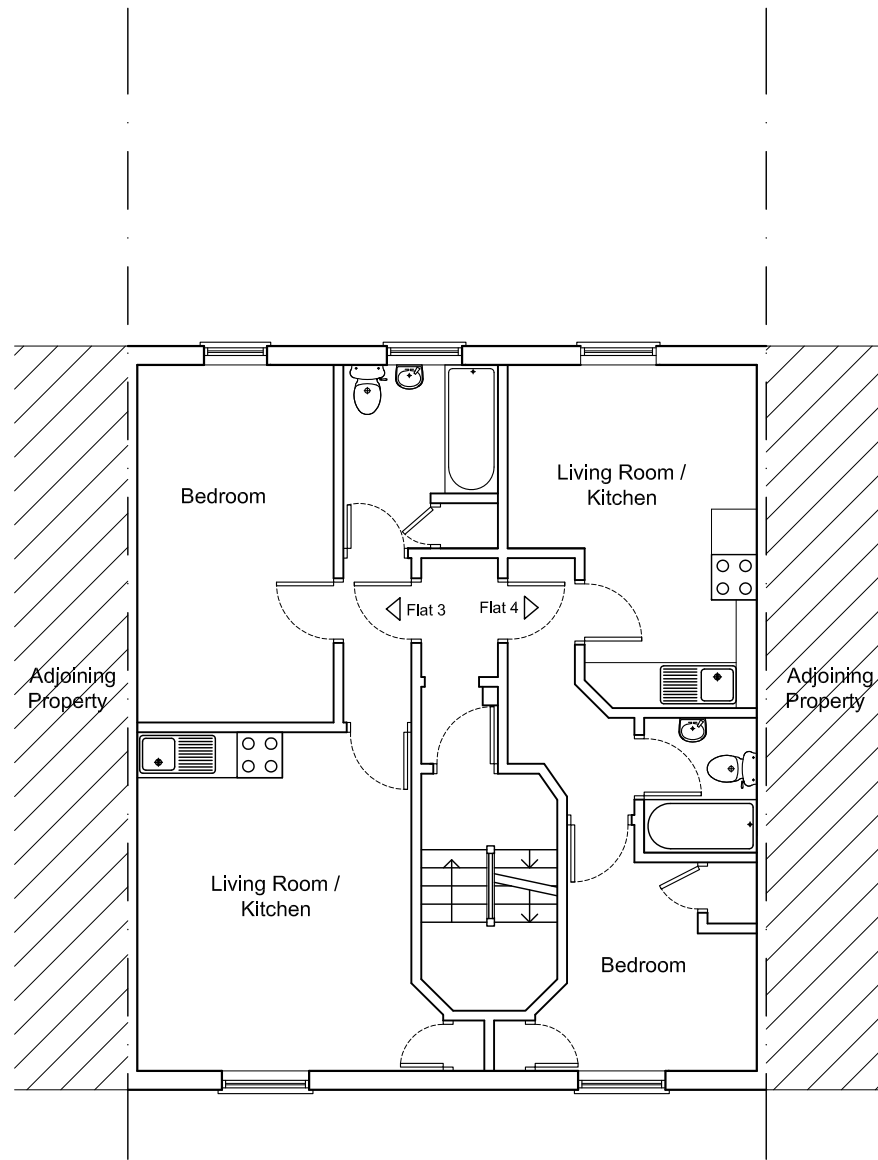 Living Room /
Kitchen
Bedroom
Flat 3
Flat 4
Adjoining
Property
Adjoining
Property
Living Room /
Kitchen
Bedroom